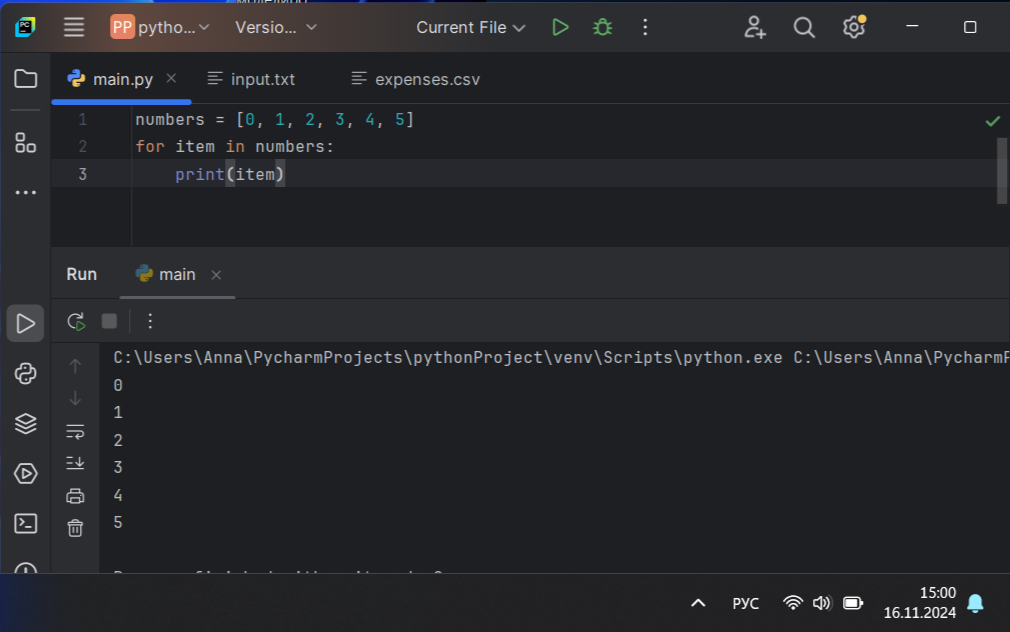 PC
PP pytho... Versio... Current File
main.py input.txt expenses.csv
1 numbers = [0, 1, 2, 3, 4, 5]
2 for item in numbers:
3 print(item)
Run main
C:\Users\Anna\PycharmProjects\pythonProject\venv\Scripts\python.exe C:\Users\Anna\Pycharm
0
1
2
3
4
5
РУС
15:00
16.11.2024